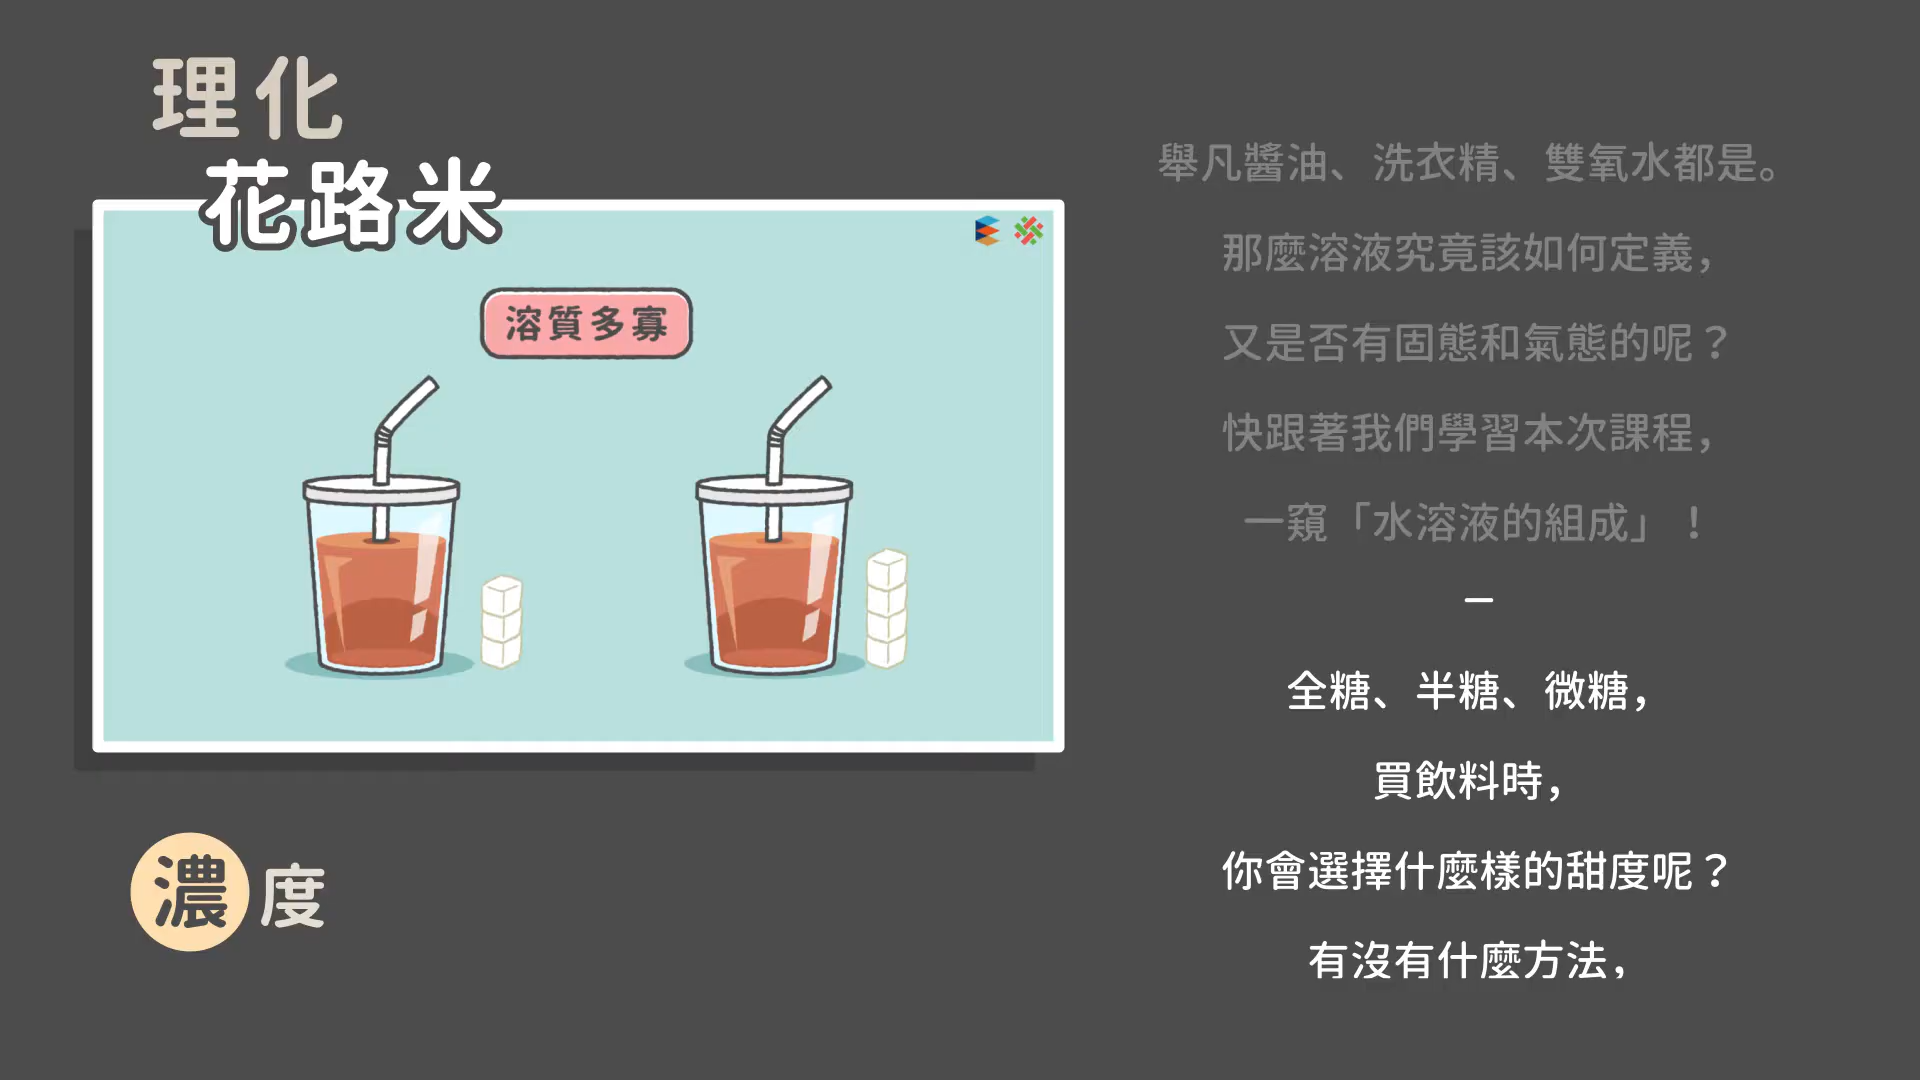 理化
花路米
溶質多寡
濃度
舉凡醬油、洗衣精、雙氧水都是。
那麼溶液究竟該如何定義，
又是否有固態和氣態的呢？
快跟著我們學習本次課程，
一窺「水溶液的組成」！
–
全糖、半糖、微糖，
買飲料時，
你會選擇什麼樣的甜度呢？
有沒有什麼方法，